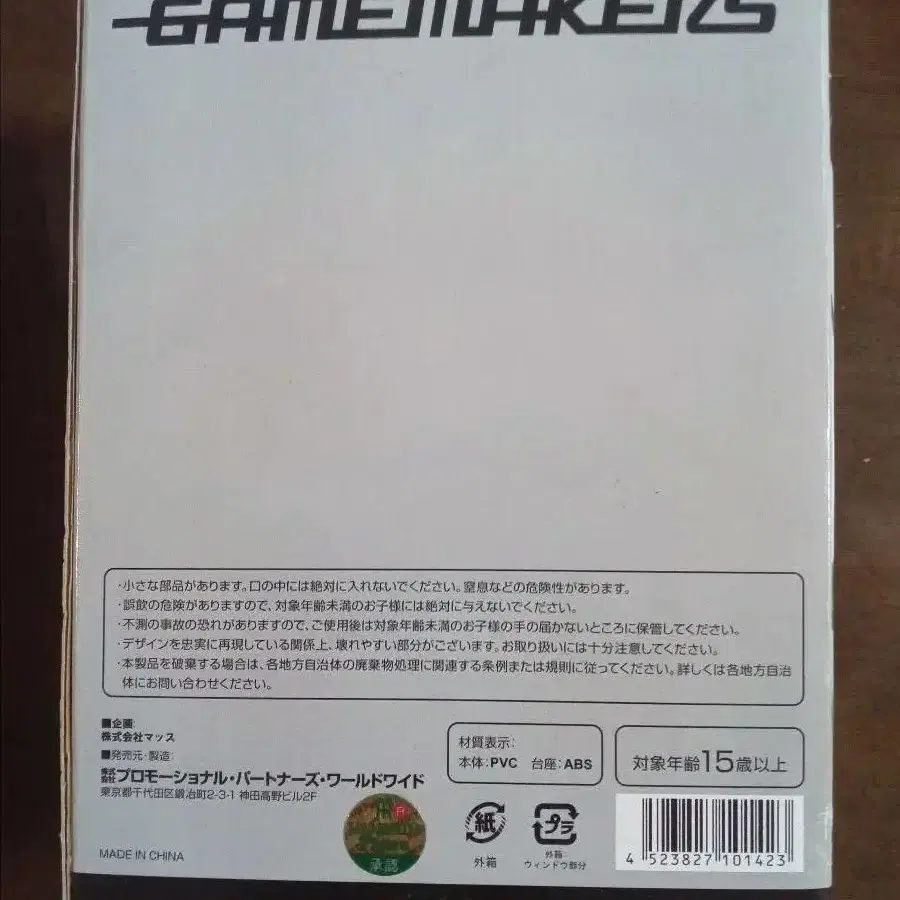 GAMEMAKERS
・小さな部品があります。口の中には絶対に入れないでください。窒息などの危険性があります。
・誤飲の危険がありますので、対象年齢未満のお子様には絶対に与えないでください。
・不測の事故の恐れがありますので、ご使用後は対象年齢未満のお子様の手の届かないところに保管してください。
・デザインを忠実に再現している関係上、壊れやすい部分がございます。お取り扱いには十分注意してください。
・本製品を破棄する場合は、各地方自治体の廃棄物処理に関連する条例または規則に従ってください。詳しくは各地方自治
体にお問い合わせください。
■企画:
株式会社マッス
■発売元・製造:
株式会社プロモーショナル・パートナーズ・ワールドワイド
東京都千代田区鍛冶町2-3-1 神田高野ビル2F
MADE IN CHINA
材質表示:
本体:PVC 台座:ABS
対象年齢15歳以上
承認
紙
外箱
プラ
外箱
ウィンドウ部分
4 523827 101423